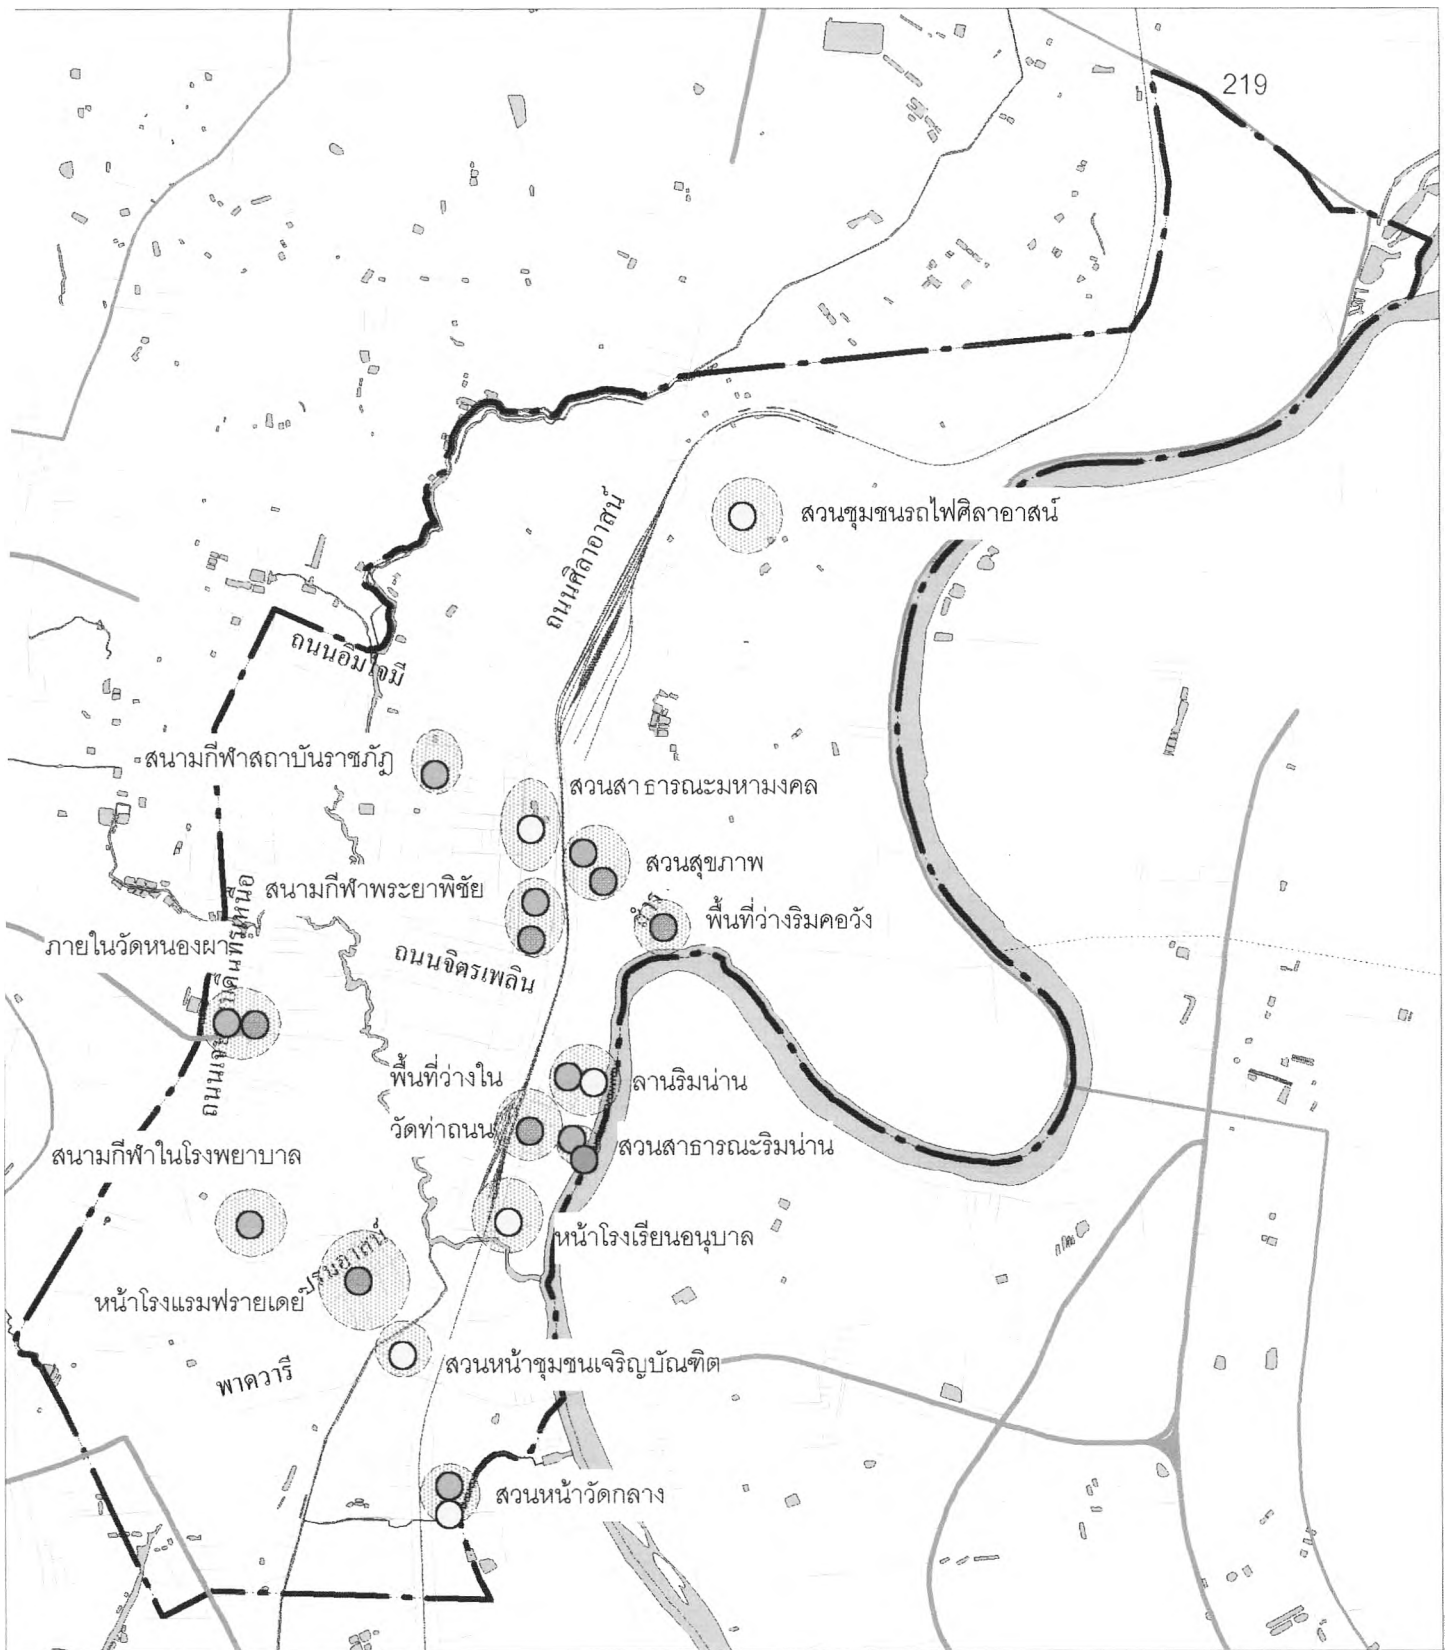 219
สวนชุมชนรถไฟศิลาอาสน์
ถนนศิลาอาสน์
ถนนอินใจมี
สนามกีฬาสถาบันราชภัฏ
สวนสาธารณะมหามงคล
สวนสุขภาพ
สนามกีฬาพระยาพิชัย
สำราญ
พื้นที่ว่างริมคอวัง
ภายในวัดหนองผา
ถนนจิตรเพลิน
พื้นที่ว่างใน
วัดท่าถนน
ลานริมน่าน
สวนสาธารณะริมน่าน
สนามกีฬาในโรงพยาบาล
หน้าโรงเรียนอนุบาล
ปรมอาสน์
หน้าโรงแรมฟรายเดย์
สวนหน้าชุมชนเจริญบัณฑิต
พาดวารี
สวนหน้าวัดกลาง